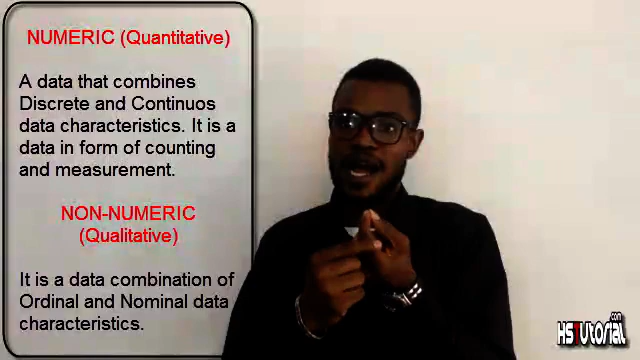 NUMERIC (Quantitative)
A data that combines
Discrete and Continuos
data characteristics. It is a
data in form of counting
and measurement.
NON-NUMERIC
(Qualitative)
It is a data combination of
Ordinal and Nominal data
characteristics.
.com
HSTutorial